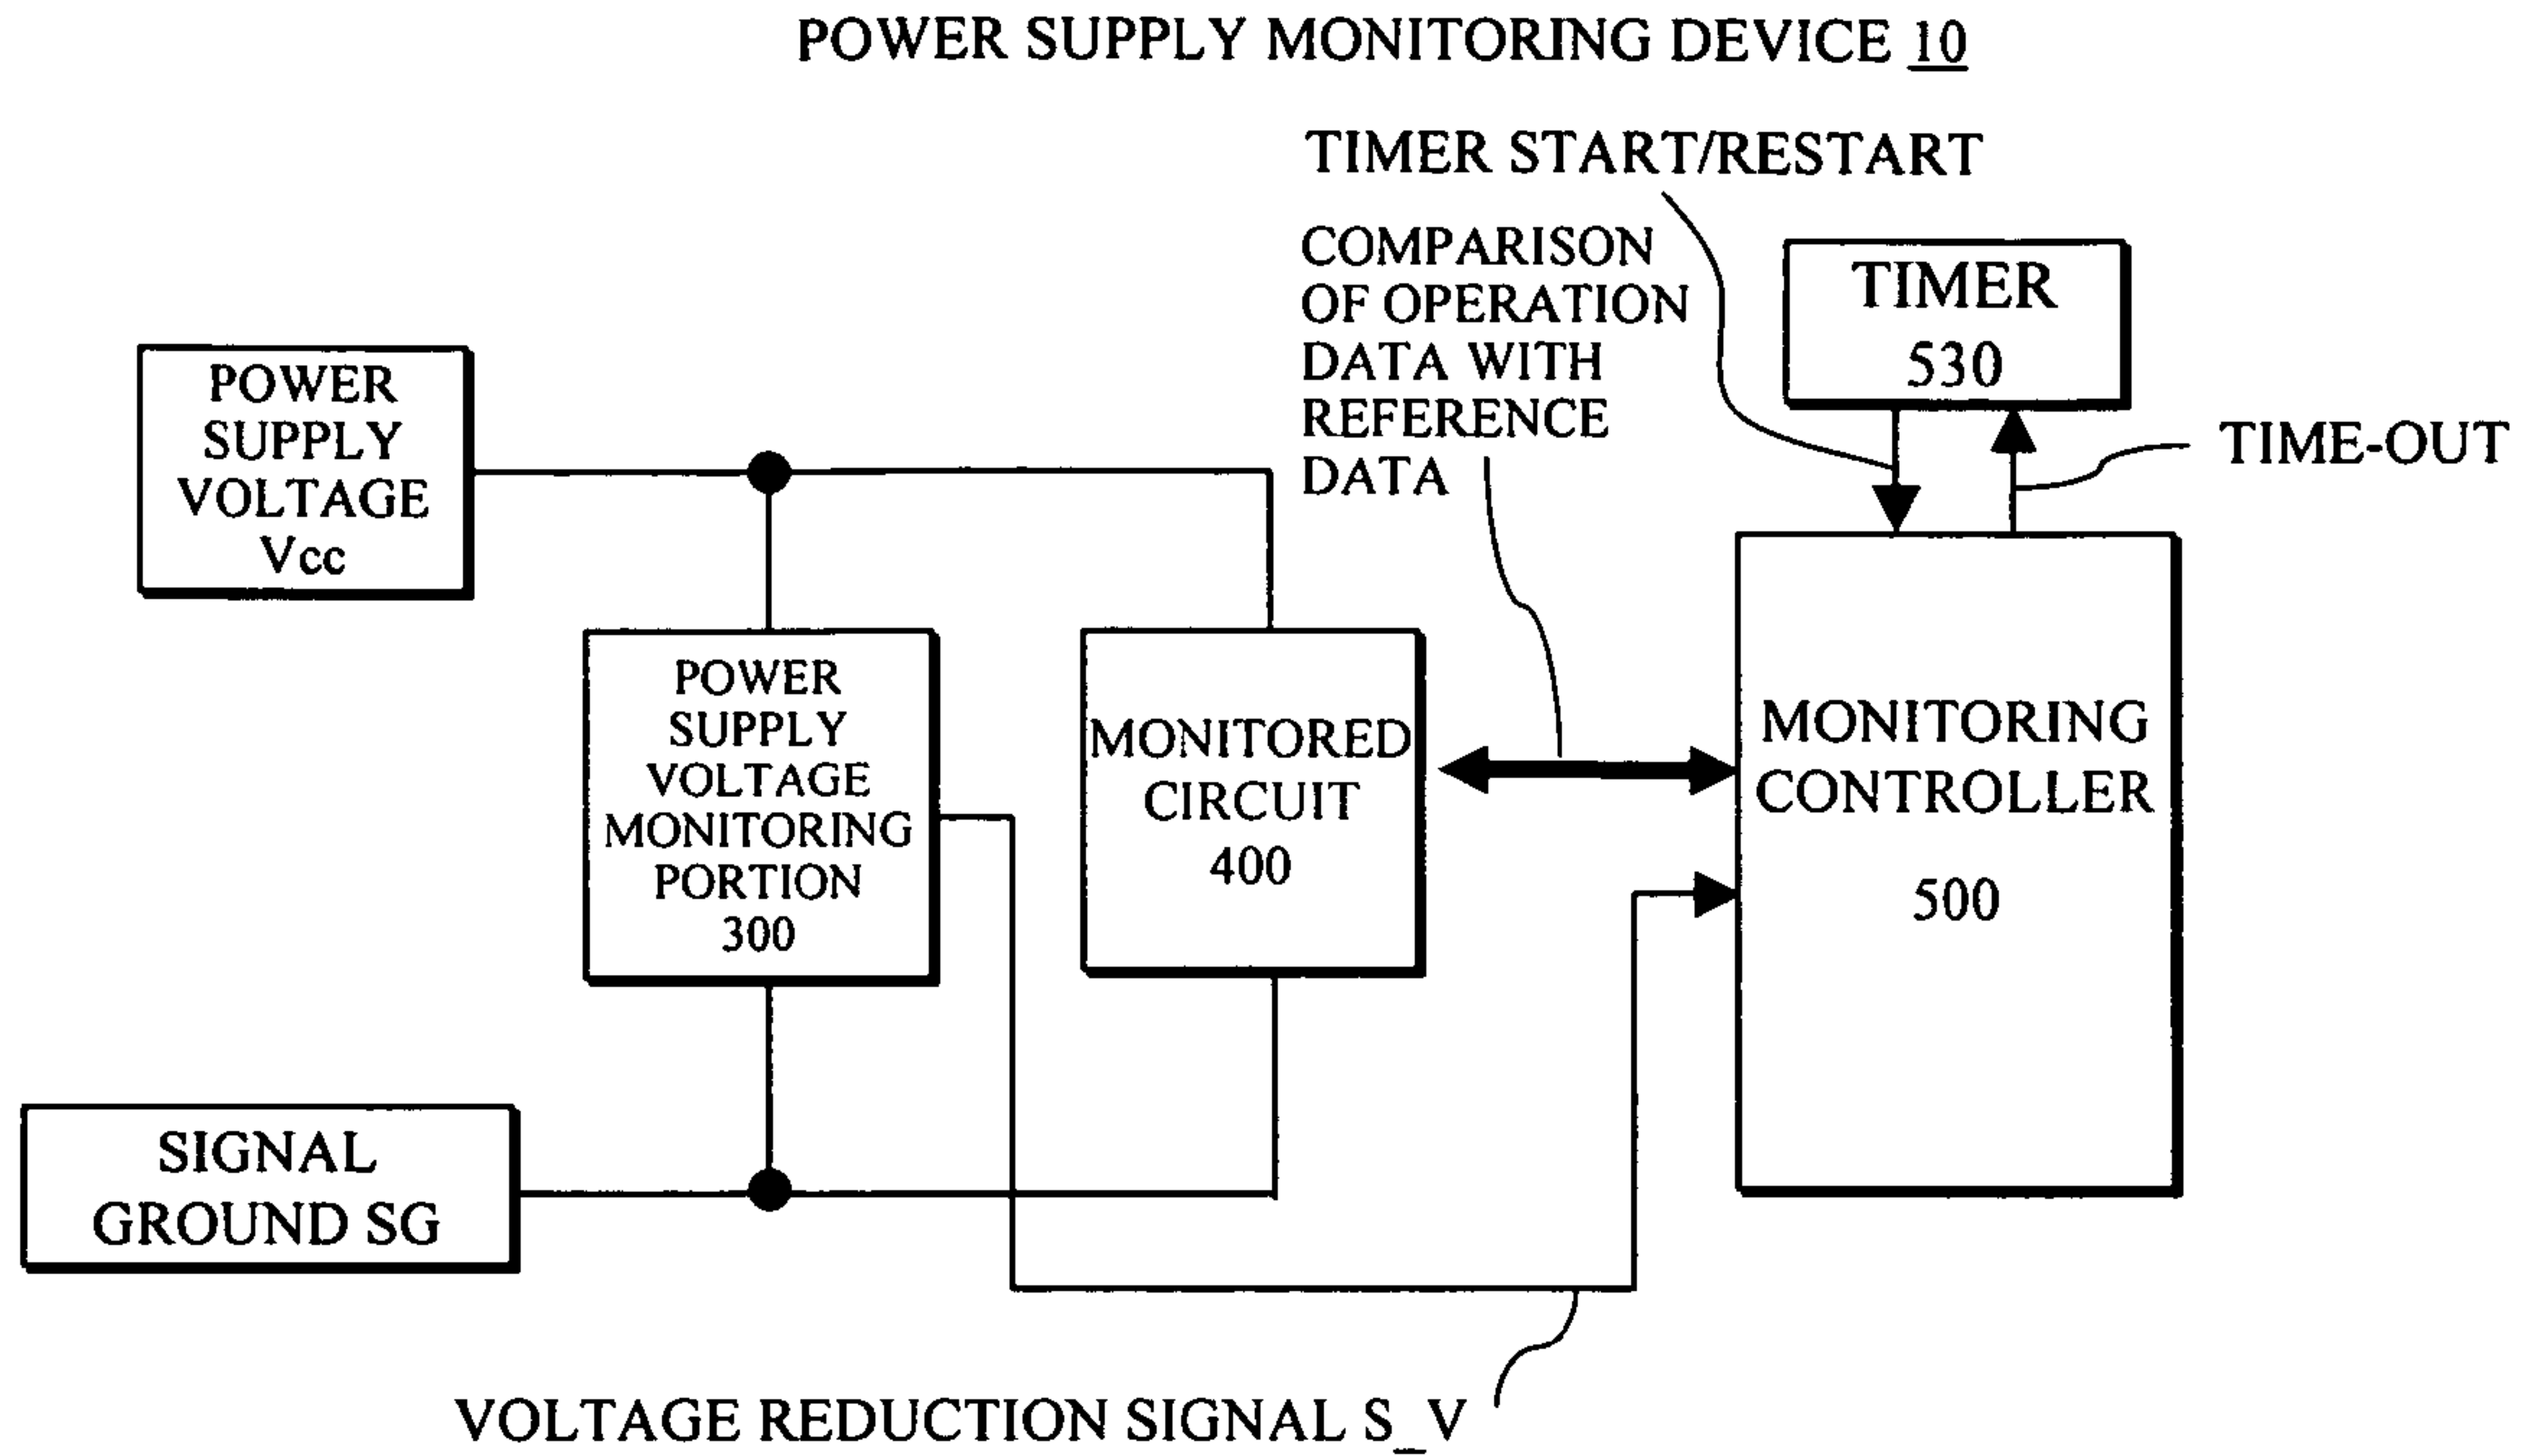 POWER SUPPLY MONITORING DEVICE 10
TIMER START/RESTART
COMPARISON
OF OPERATION
DATA WITH
REFERENCE
DATA
TIMER
530
TIME-OUT
POWER
SUPPLY
VOLTAGE
Vcc
POWER
SUPPLY
VOLTAGE
MONITORING
PORTION
300
MONITORED
CIRCUIT
400
MONITORING
CONTROLLER
500
SIGNAL
GROUND SG
VOLTAGE REDUCTION SIGNAL S_V